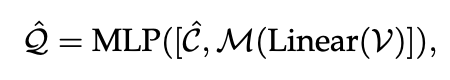 𝒬̂ = MLP([𝒞̂, ℳ(Linear(𝒱)]),